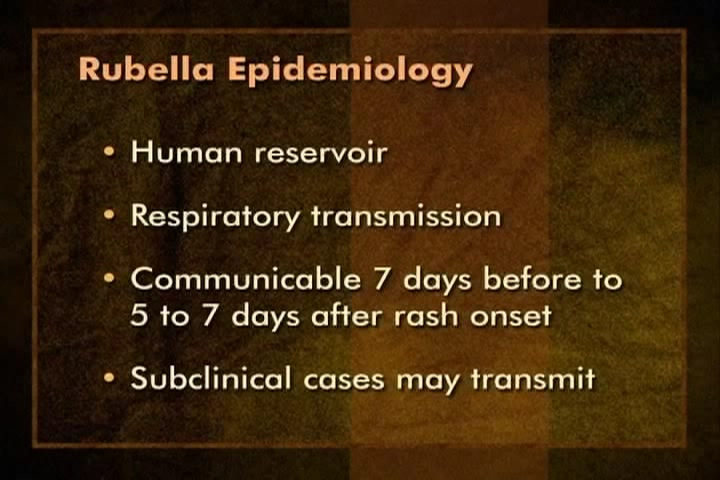 Rubella Epidemiology
• Human reservoir
• Respiratory transmission
• Communicable 7 days before to
5 to 7 days after rash onset
• Subclinical cases may transmit